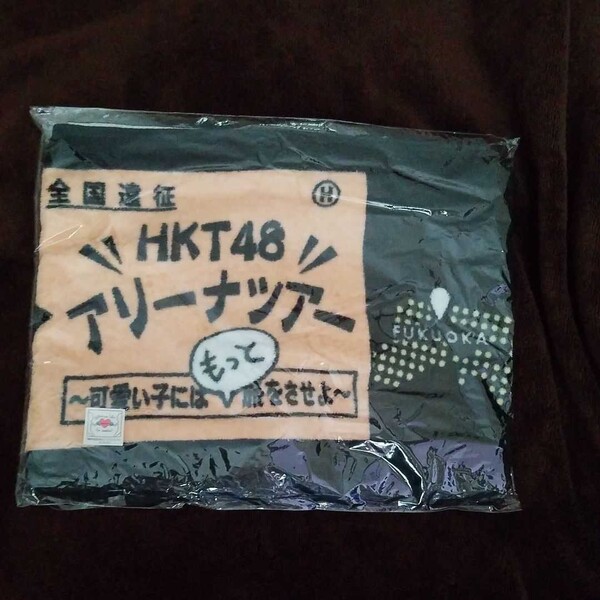 全国遠征
H
HKT48
アリーナツアー
もっと
～可愛い子には 旅をさせよ～
FUKUOKA